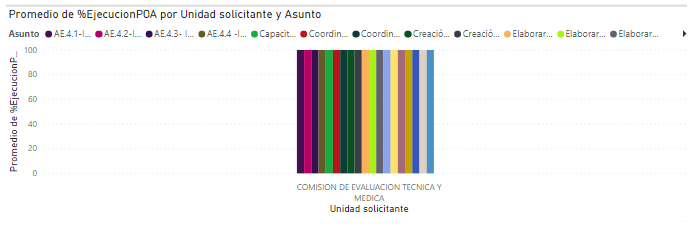 Promedio de %EjecucionPOA por Unidad solicitante y Asunto
Asunto AE.4.1-I... AE.4.2-I... AE.4.3- I... AE.4.4 -I... Capacit... Coordin... Coordin... Creació... Creació... Elaborar... Elaborar... Elaborar...
100
80
60
40
20
0
Promedio de %EjecucionP...
COMISION DE EVALUACION TECNICA Y
MEDICA
Unidad solicitante